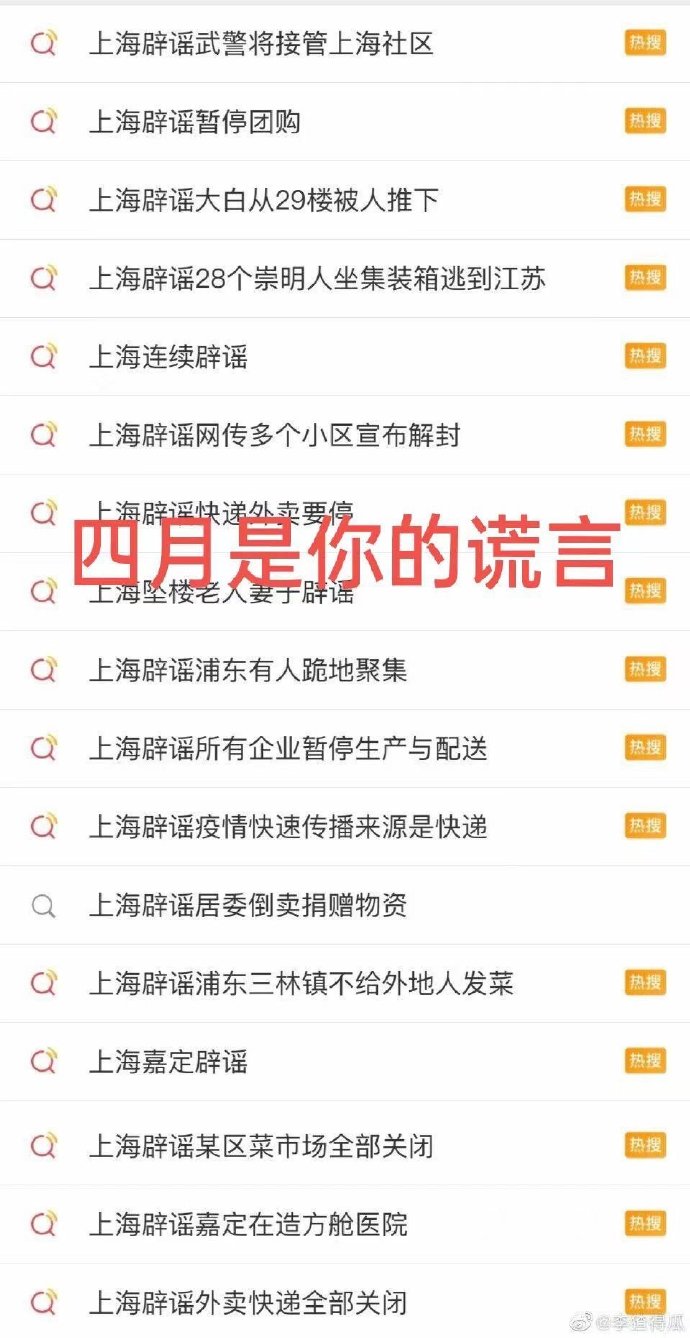 上海辟谣武警将接管上海社区 热搜
上海辟谣暂停团购 热搜
上海辟谣大白从29楼被人推下 热搜
上海辟谣28个崇明人坐集装箱逃到江苏 热搜
上海连续辟谣 热搜
上海辟谣网传多个小区宣布解封 热搜
上海辟谣快递外卖要停 热搜
四月是你的谎言
上海坠楼老人妻子辟谣 热搜
上海辟谣浦东有人跪地聚集 热搜
上海辟谣所有企业暂停生产与配送 热搜
上海辟谣疫情快速传播来源是快递 热搜
上海辟谣居委倒卖捐赠物资
上海辟谣浦东三林镇不给外地人发菜 热搜
上海嘉定辟谣 热搜
上海辟谣某区菜市场全部关闭 热搜
上海辟谣嘉定在造方舱医院 热搜
上海辟谣外卖快递全部关闭 热搜
@李猹得瓜